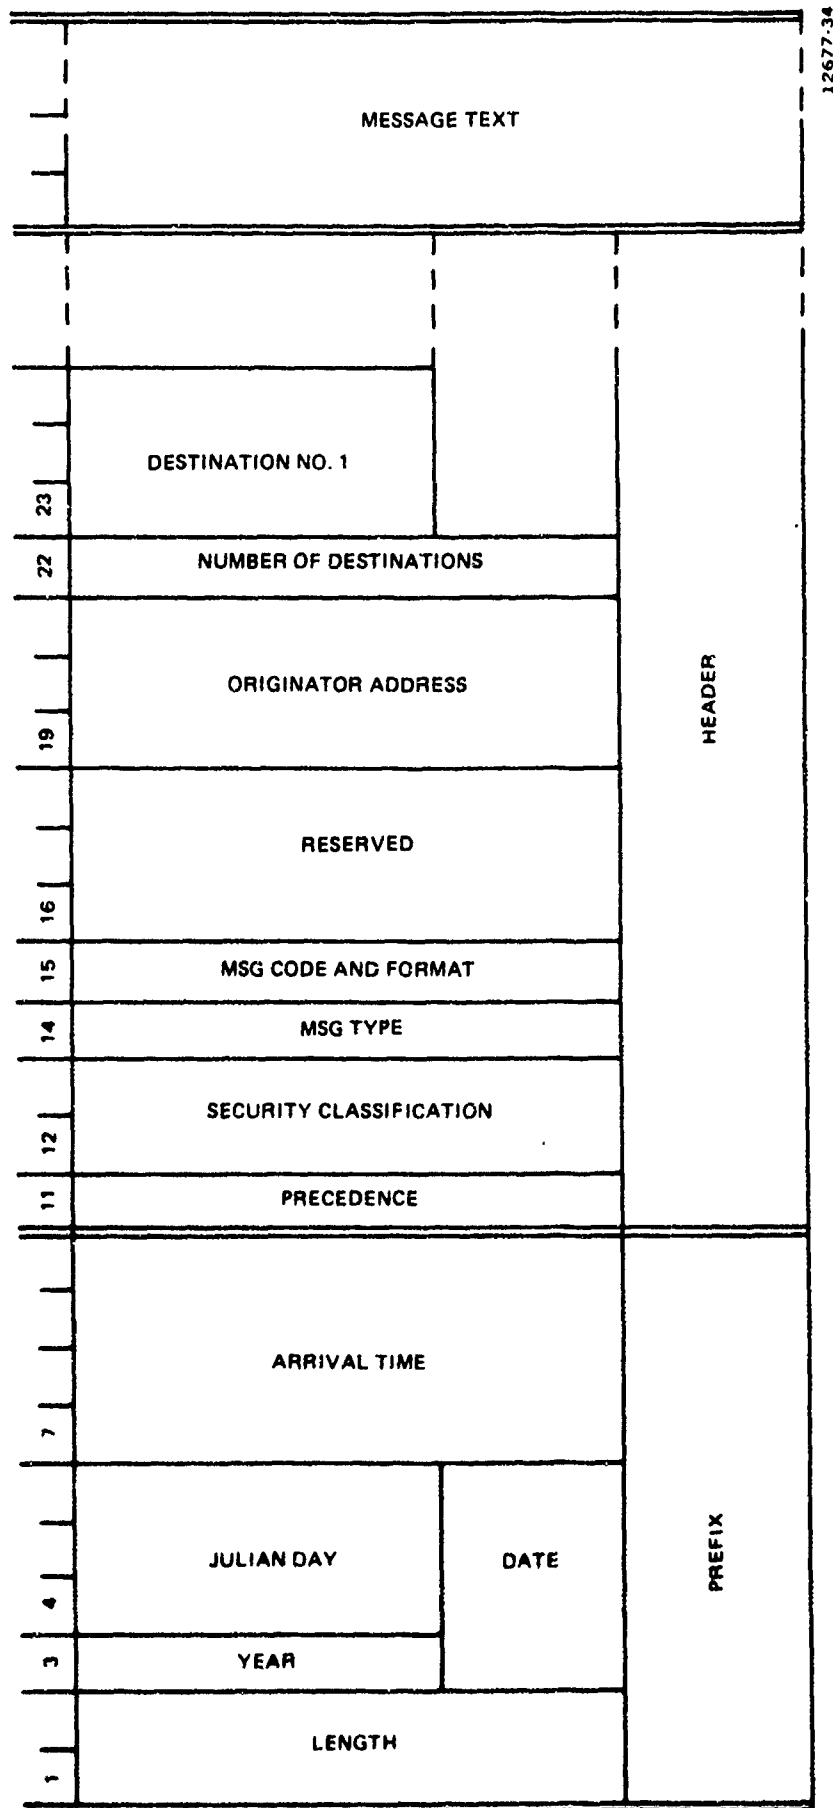 12677-34
MESSAGE TEXT
DESTINATION NO. 1
23
NUMBER OF DESTINATIONS
22
ORIGINATOR ADDRESS
19
HEADER
RESERVED
16
MSG CODE AND FORMAT
15
MSG TYPE
14
SECURITY CLASSIFICATION
12
PRECEDENCE
11
ARRIVAL TIME
7
JULIAN DAY
DATE
PREFIX
4
YEAR
3
LENGTH
1